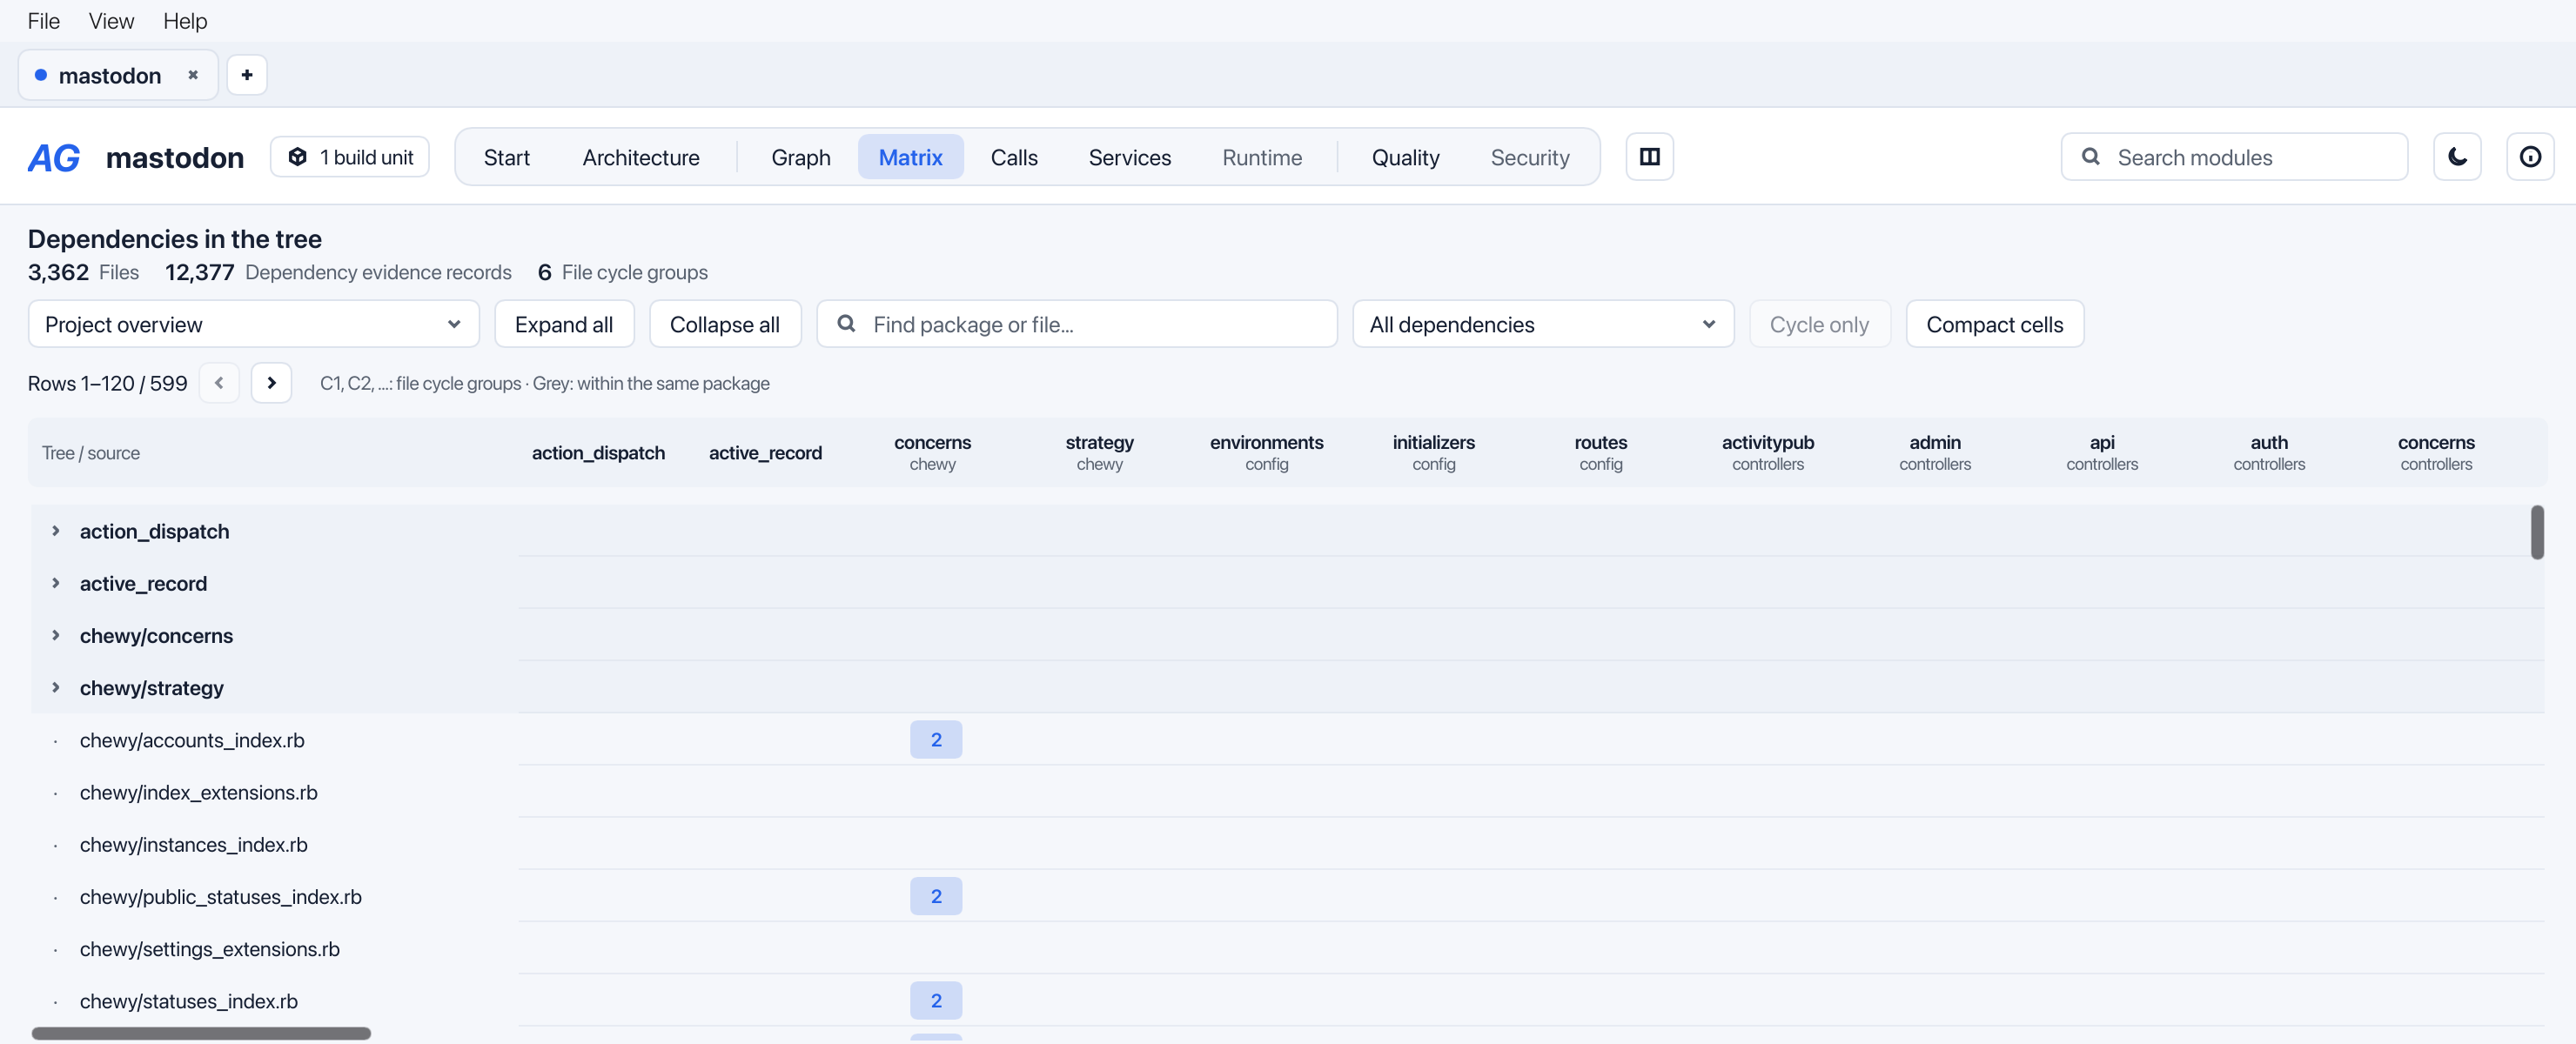 File View Help
mastodon × +
AG mastodon 1 build unit Start Architecture Graph Matrix Calls Services Runtime Quality Security Search modules
Dependencies in the tree
3,362 Files 12,377 Dependency evidence records 6 File cycle groups
Project overview Expand all Collapse all Find package or file... All dependencies Cycle only Compact cells
Rows 1–120 / 599 C1, C2, ...: file cycle groups · Grey: within the same package
Tree / source action_dispatch active_record concerns strategy environments initializers routes activitypub admin api auth concerns
chewy chewy config config config controllers controllers controllers controllers controllers
action_dispatch
active_record
chewy/concerns
chewy/strategy
chewy/accounts_index.rb 2
chewy/index_extensions.rb
chewy/instances_index.rb
chewy/public_statuses_index.rb 2
chewy/settings_extensions.rb
chewy/statuses_index.rb 2